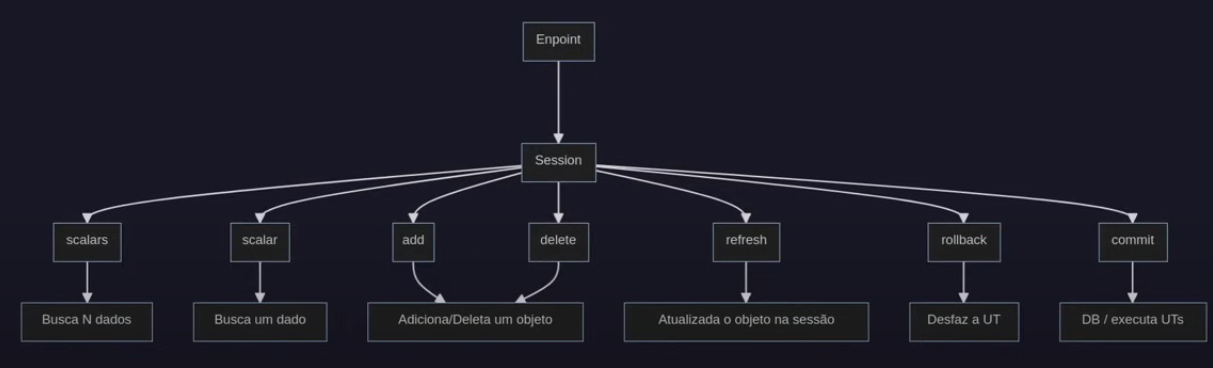 Enpoint
Session
scalars
scalar
add
delete
refresh
rollback
commit
Busca N dados
Busca um dado
Adiciona/Deleta um objeto
Atualizada o objeto na sessão
Desfaz a UT
DB / executa UTs